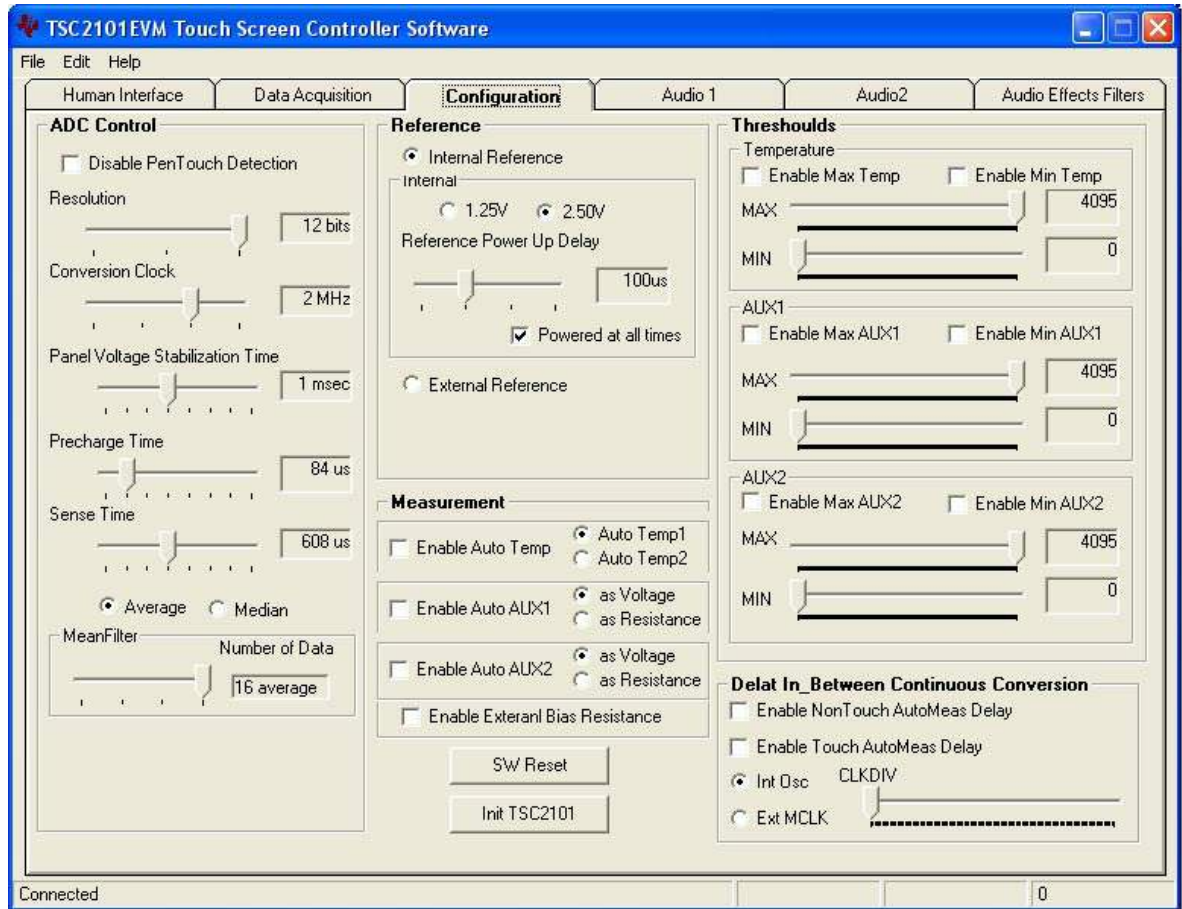 TSC2101EVM Touch Screen Controller Software
File Edit Help
Human Interface Data Acquisition Configuration Audio 1 Audio2 Audio Effects Filters
ADC Control
Disable PenTouch Detection
Resolution
12 bits
Conversion Clock
2 MHz
Panel Voltage Stabilization Time
1 msec
Precharge Time
84 us
Sense Time
608 us
Average Median
MeanFilter
Number of Data
16 average
Reference
Internal Reference
Internal
1.25V 2.50V
Reference Power Up Delay
100us
Powered at all times
External Reference
Measurement
Enable Auto Temp
Auto Temp1
Auto Temp2
Enable Auto AUX1
as Voltage
as Resistance
Enable Auto AUX2
as Voltage
as Resistance
Enable Exteranl Bias Resistance
SW Reset
Init TSC2101
Threshoulds
Temperature
Enable Max Temp Enable Min Temp
MAX 4095
MIN 0
AUX1
Enable Max AUX1 Enable Min AUX1
MAX 4095
MIN 0
AUX2
Enable Max AUX2 Enable Min AUX2
MAX 4095
MIN 0
Delat In_Between Continuous Conversion
Enable NonTouch AutoMeas Delay
Enable Touch AutoMeas Delay
Int Osc CLKDIV
Ext MCLK
Connected 0